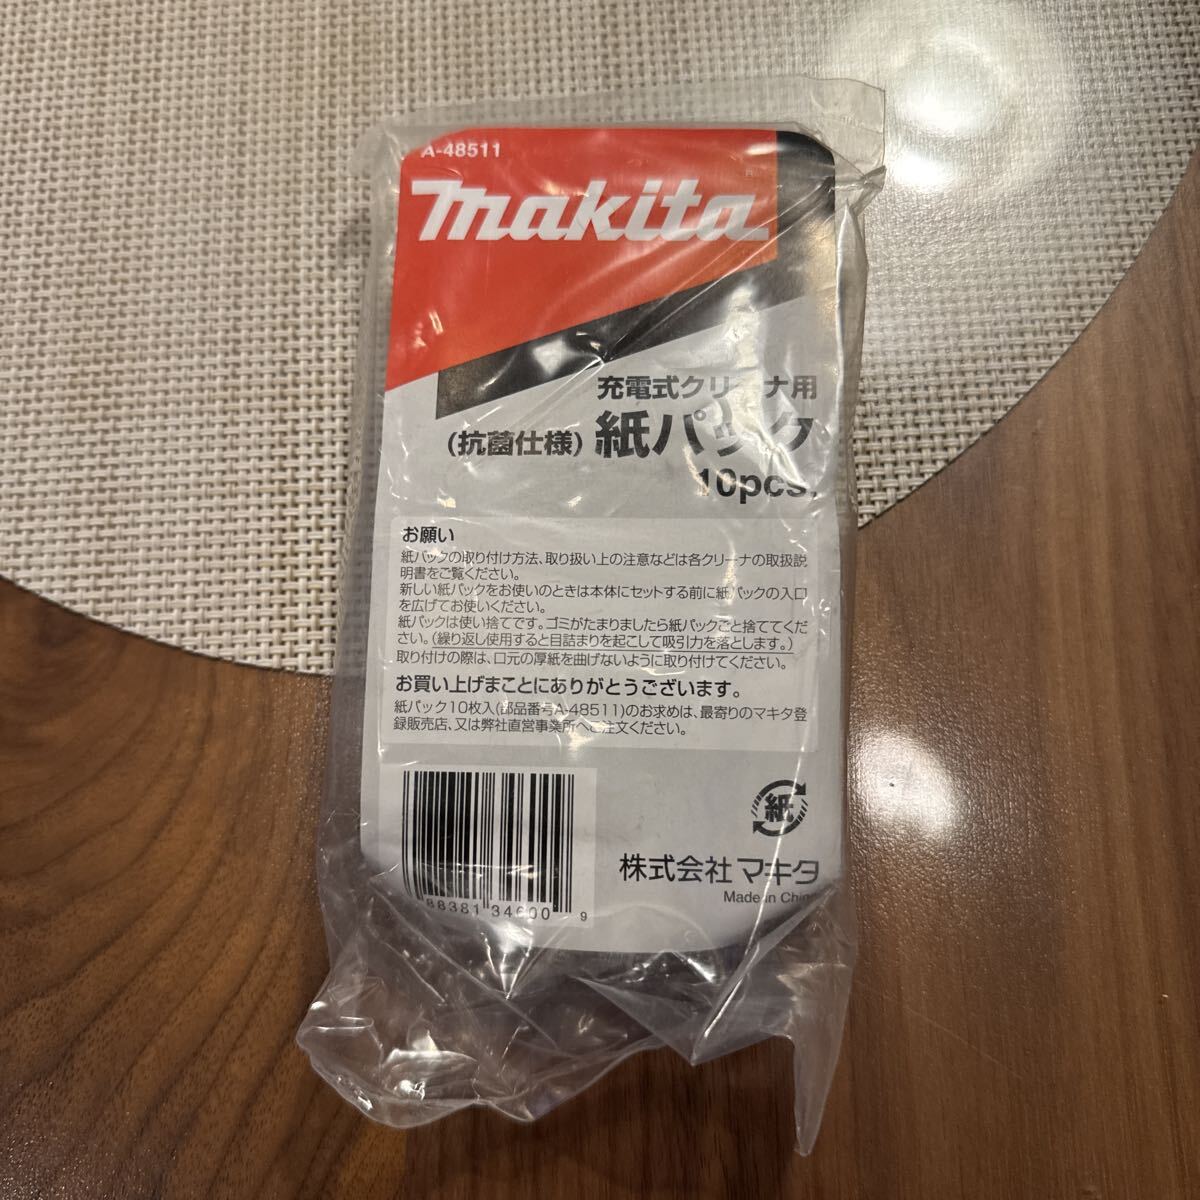 A-48511
makita
充電式クリーナ用
(抗菌仕様) 紙パック
10pcs.
お願い
紙パックの取り付け方法、取り扱い上の注意などは各クリーナの取扱説
明書をご覧ください。
新しい紙パックをお使いのときは本体にセットする前に紙パックの入口
を広げてお使いください。
紙パックは使い捨てです。ゴミがたまりましたら紙パックごと捨ててくだ
さい。(繰り返し使用すると目詰まりを起こして吸引力を落とします。)
取り付けの際は、口元の厚紙を曲げないように取り付けてください。
お買い上げまことにありがとうございます。
紙パック10枚入(部品番号A-48511)のお求めは、最寄りのマキタ登
録販売店、又は弊社直営事業所へご注文ください。
紙
株式会社 マキタ
Made in China
88381 34600 9